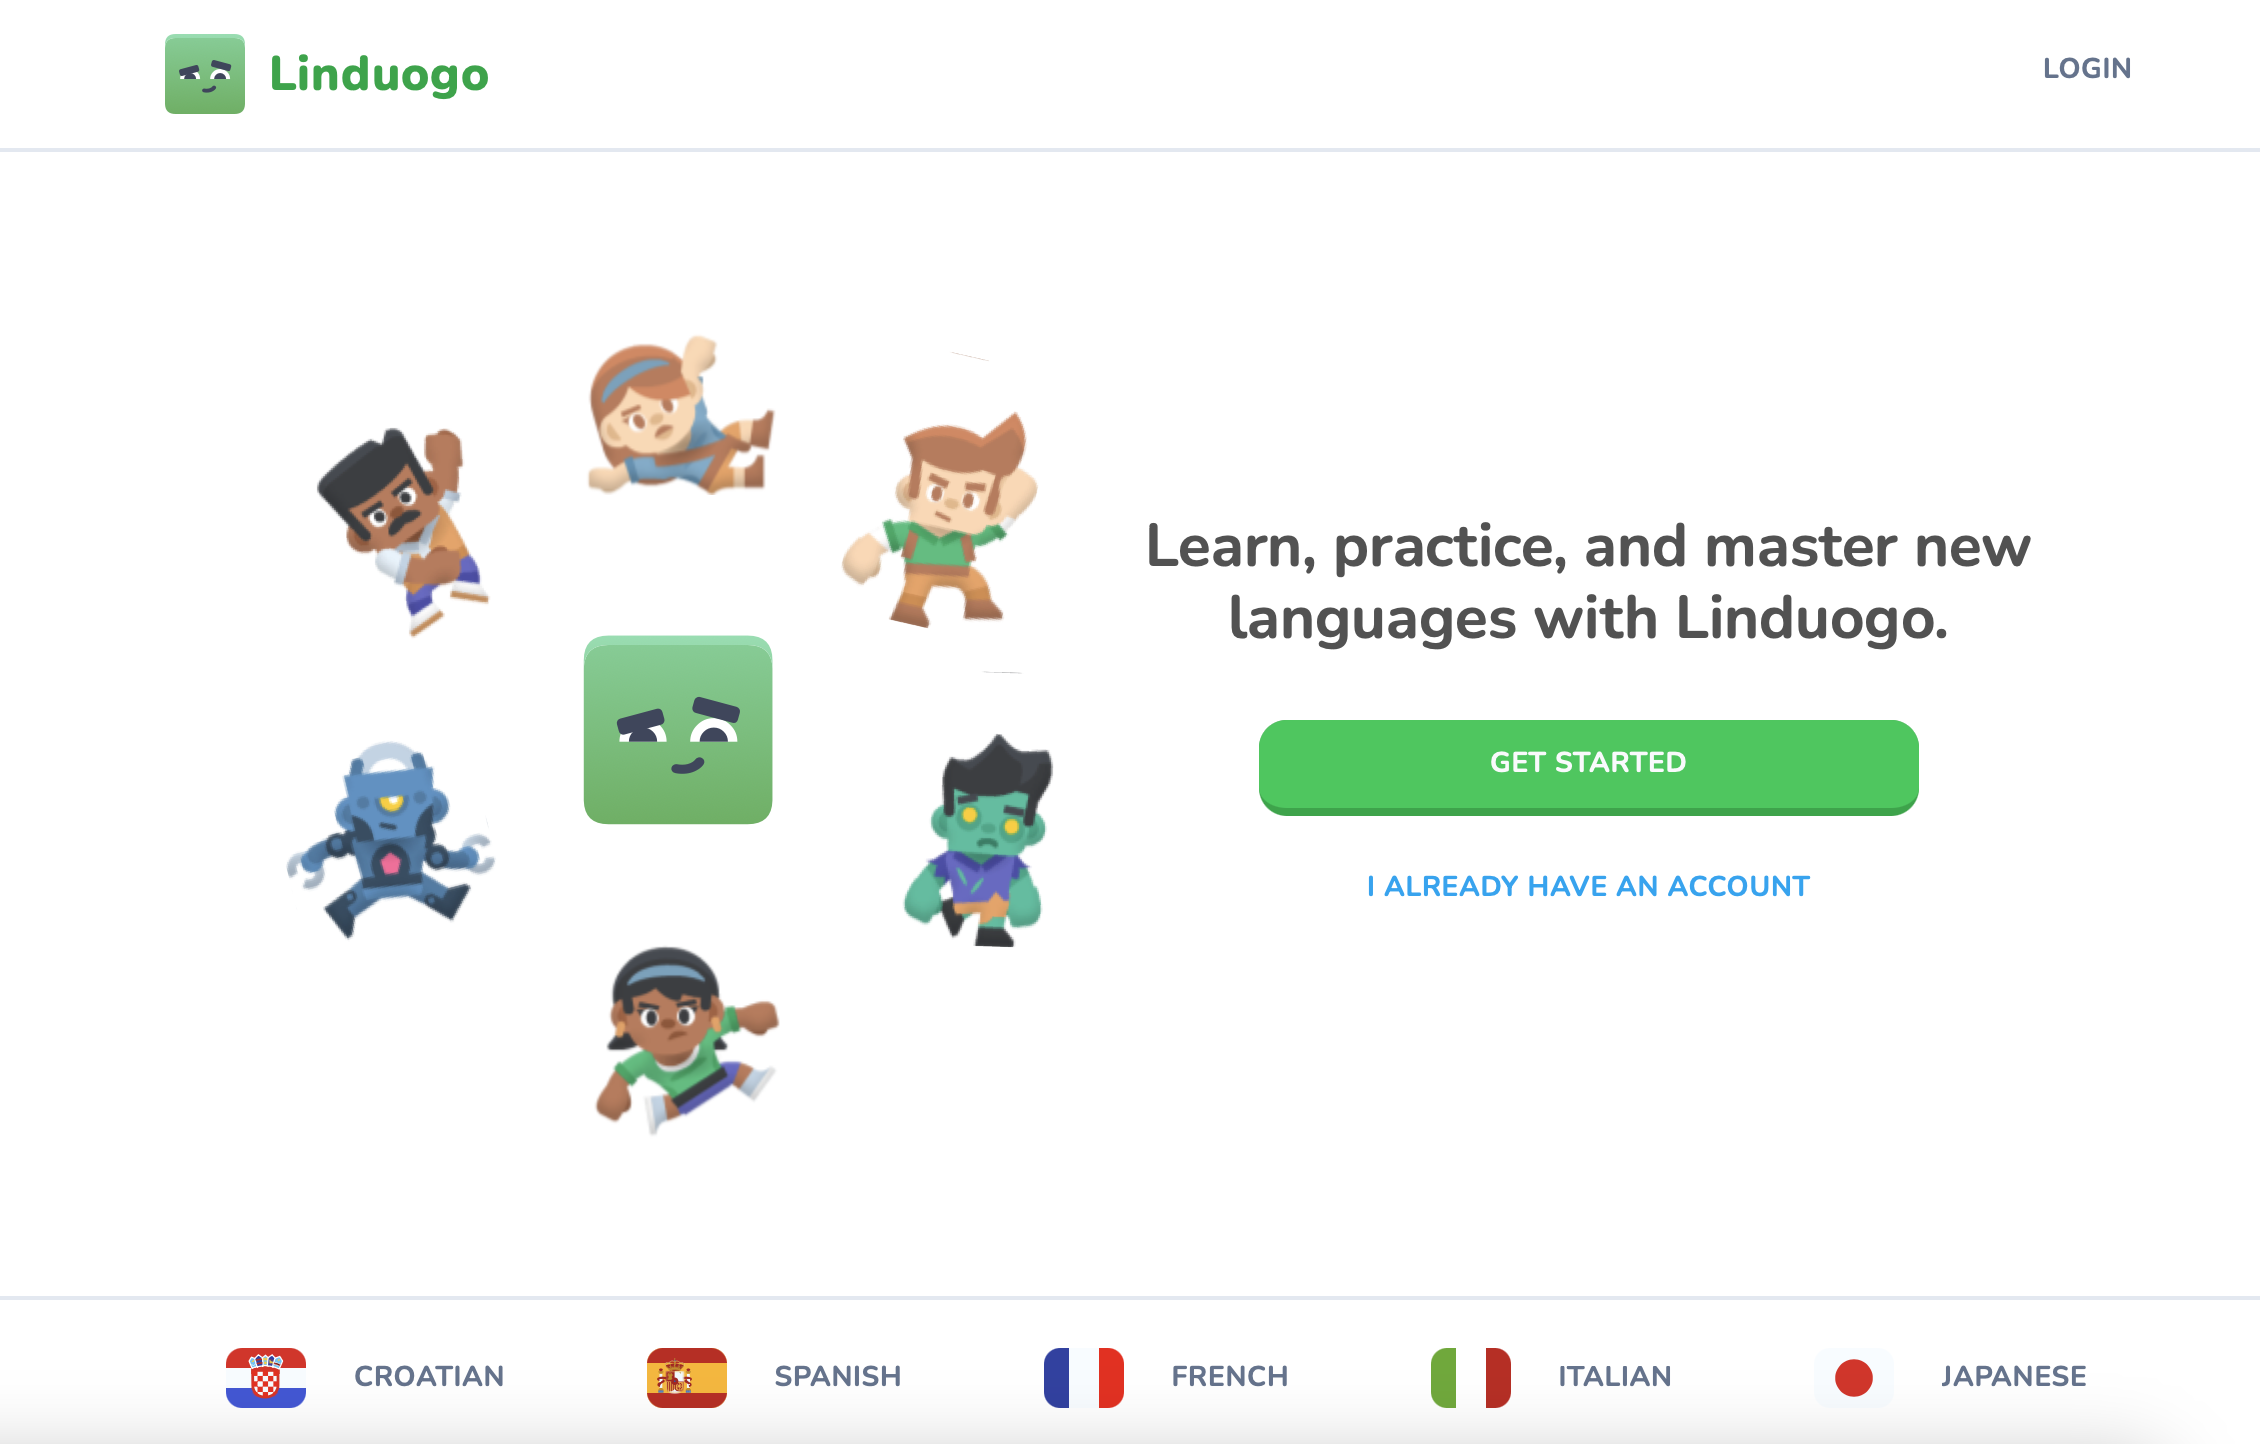 Linduogo
LOGIN
Learn, practice, and master new
languages with Linduogo.
GET STARTED
I ALREADY HAVE AN ACCOUNT
CROATIAN
SPANISH
FRENCH
ITALIAN
JAPANESE